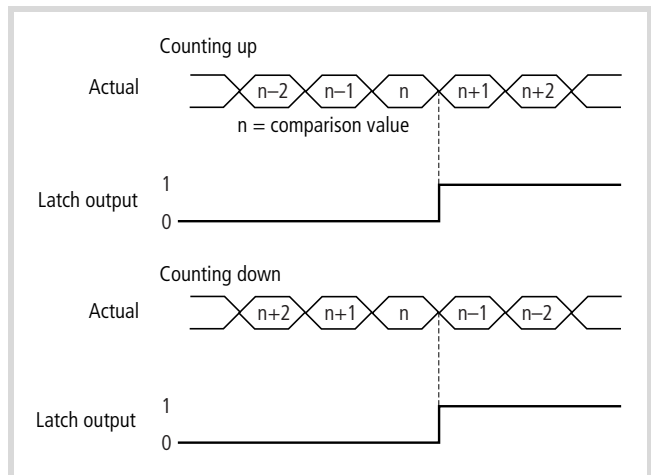 Counting up
Actual n–2 n–1 n n+1 n+2
n = comparison value
1
Latch output
0
Counting down
Actual n+2 n+1 n n–1 n–2
1
Latch output
0